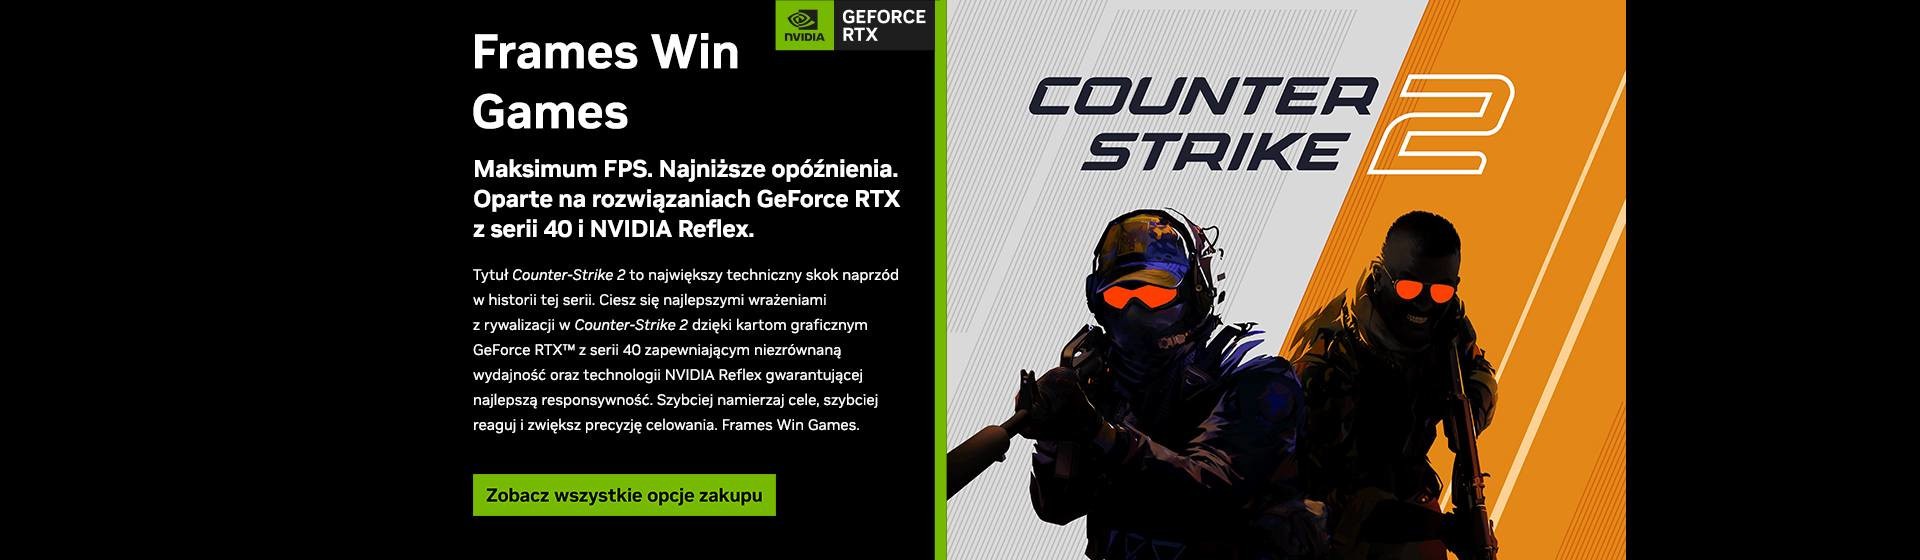 Frames Win
Games
NVIDIA
GEFORCE
RTX
Maksimum FPS. Najniższe opóźnienia.
Oparte na rozwiązaniach GeForce RTX
z serii 40 i NVIDIA Reflex.
Tytuł Counter-Strike 2 to największy techniczny skok naprzód
w historii tej serii. Ciesz się najlepszymi wrażeniami
z rywalizacji w Counter-Strike 2 dzięki kartom graficznym
GeForce RTX™ z serii 40 zapewniającym niezrównaną
wydajność oraz technologii NVIDIA Reflex gwarantującej
najlepszą responsywność. Szybciej namierzaj cele, szybciej
reaguj i zwiększ precyzję celowania. Frames Win Games.
Zobacz wszystkie opcje zakupu
COUNTER
STRIKE 2